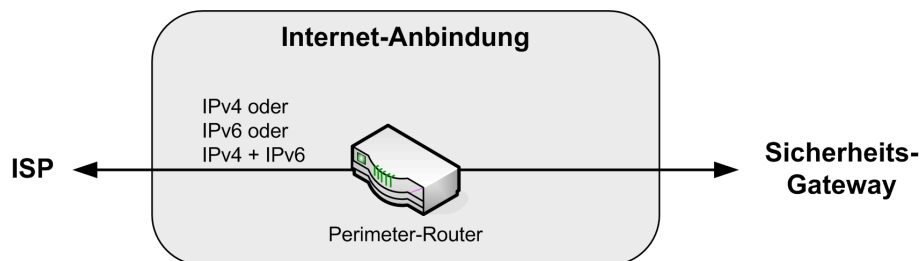 Internet-Anbindung
IPv4 oder
IPv6 oder
IPv4 + IPv6
ISP
Sicherheits-
Gateway
Perimeter-Router